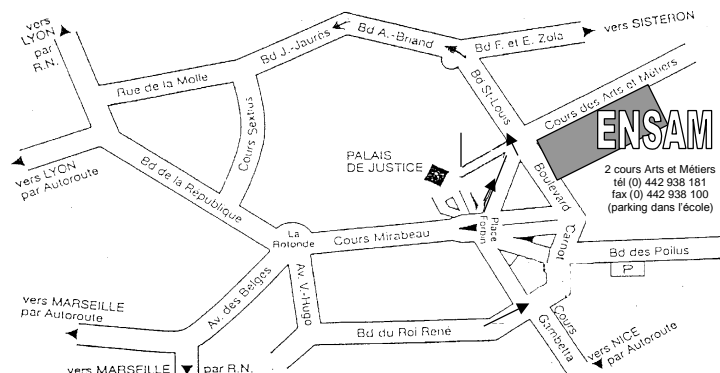 vers
LYON
par
R.N.
Bd J.-Jaurès
Bd A.-Briand
Bd F. et E. Zola
vers SISTERON
Rue de la Molle
Cours Sextius
Bd St-Louis
Cours des Arts et Métiers
ENSAM
2 cours Arts et Métiers
tél (0) 442 938 181
fax (0) 442 938 100
(parking dans l'école)
PALAIS
DE JUSTICE
vers LYON
par Autoroute
Bd de la République
Boulevard
Carnot
La
Rotonde
Cours Mirabeau
Place
Forbin
Bd des Poilus
P
Av. des Belges
Av. V.-Hugo
vers MARSEILLE
par Autoroute
Bd du Roi René
Cours
Gambetta
vers NICE
par Autoroute
vers MARSEILLE
par R.N.